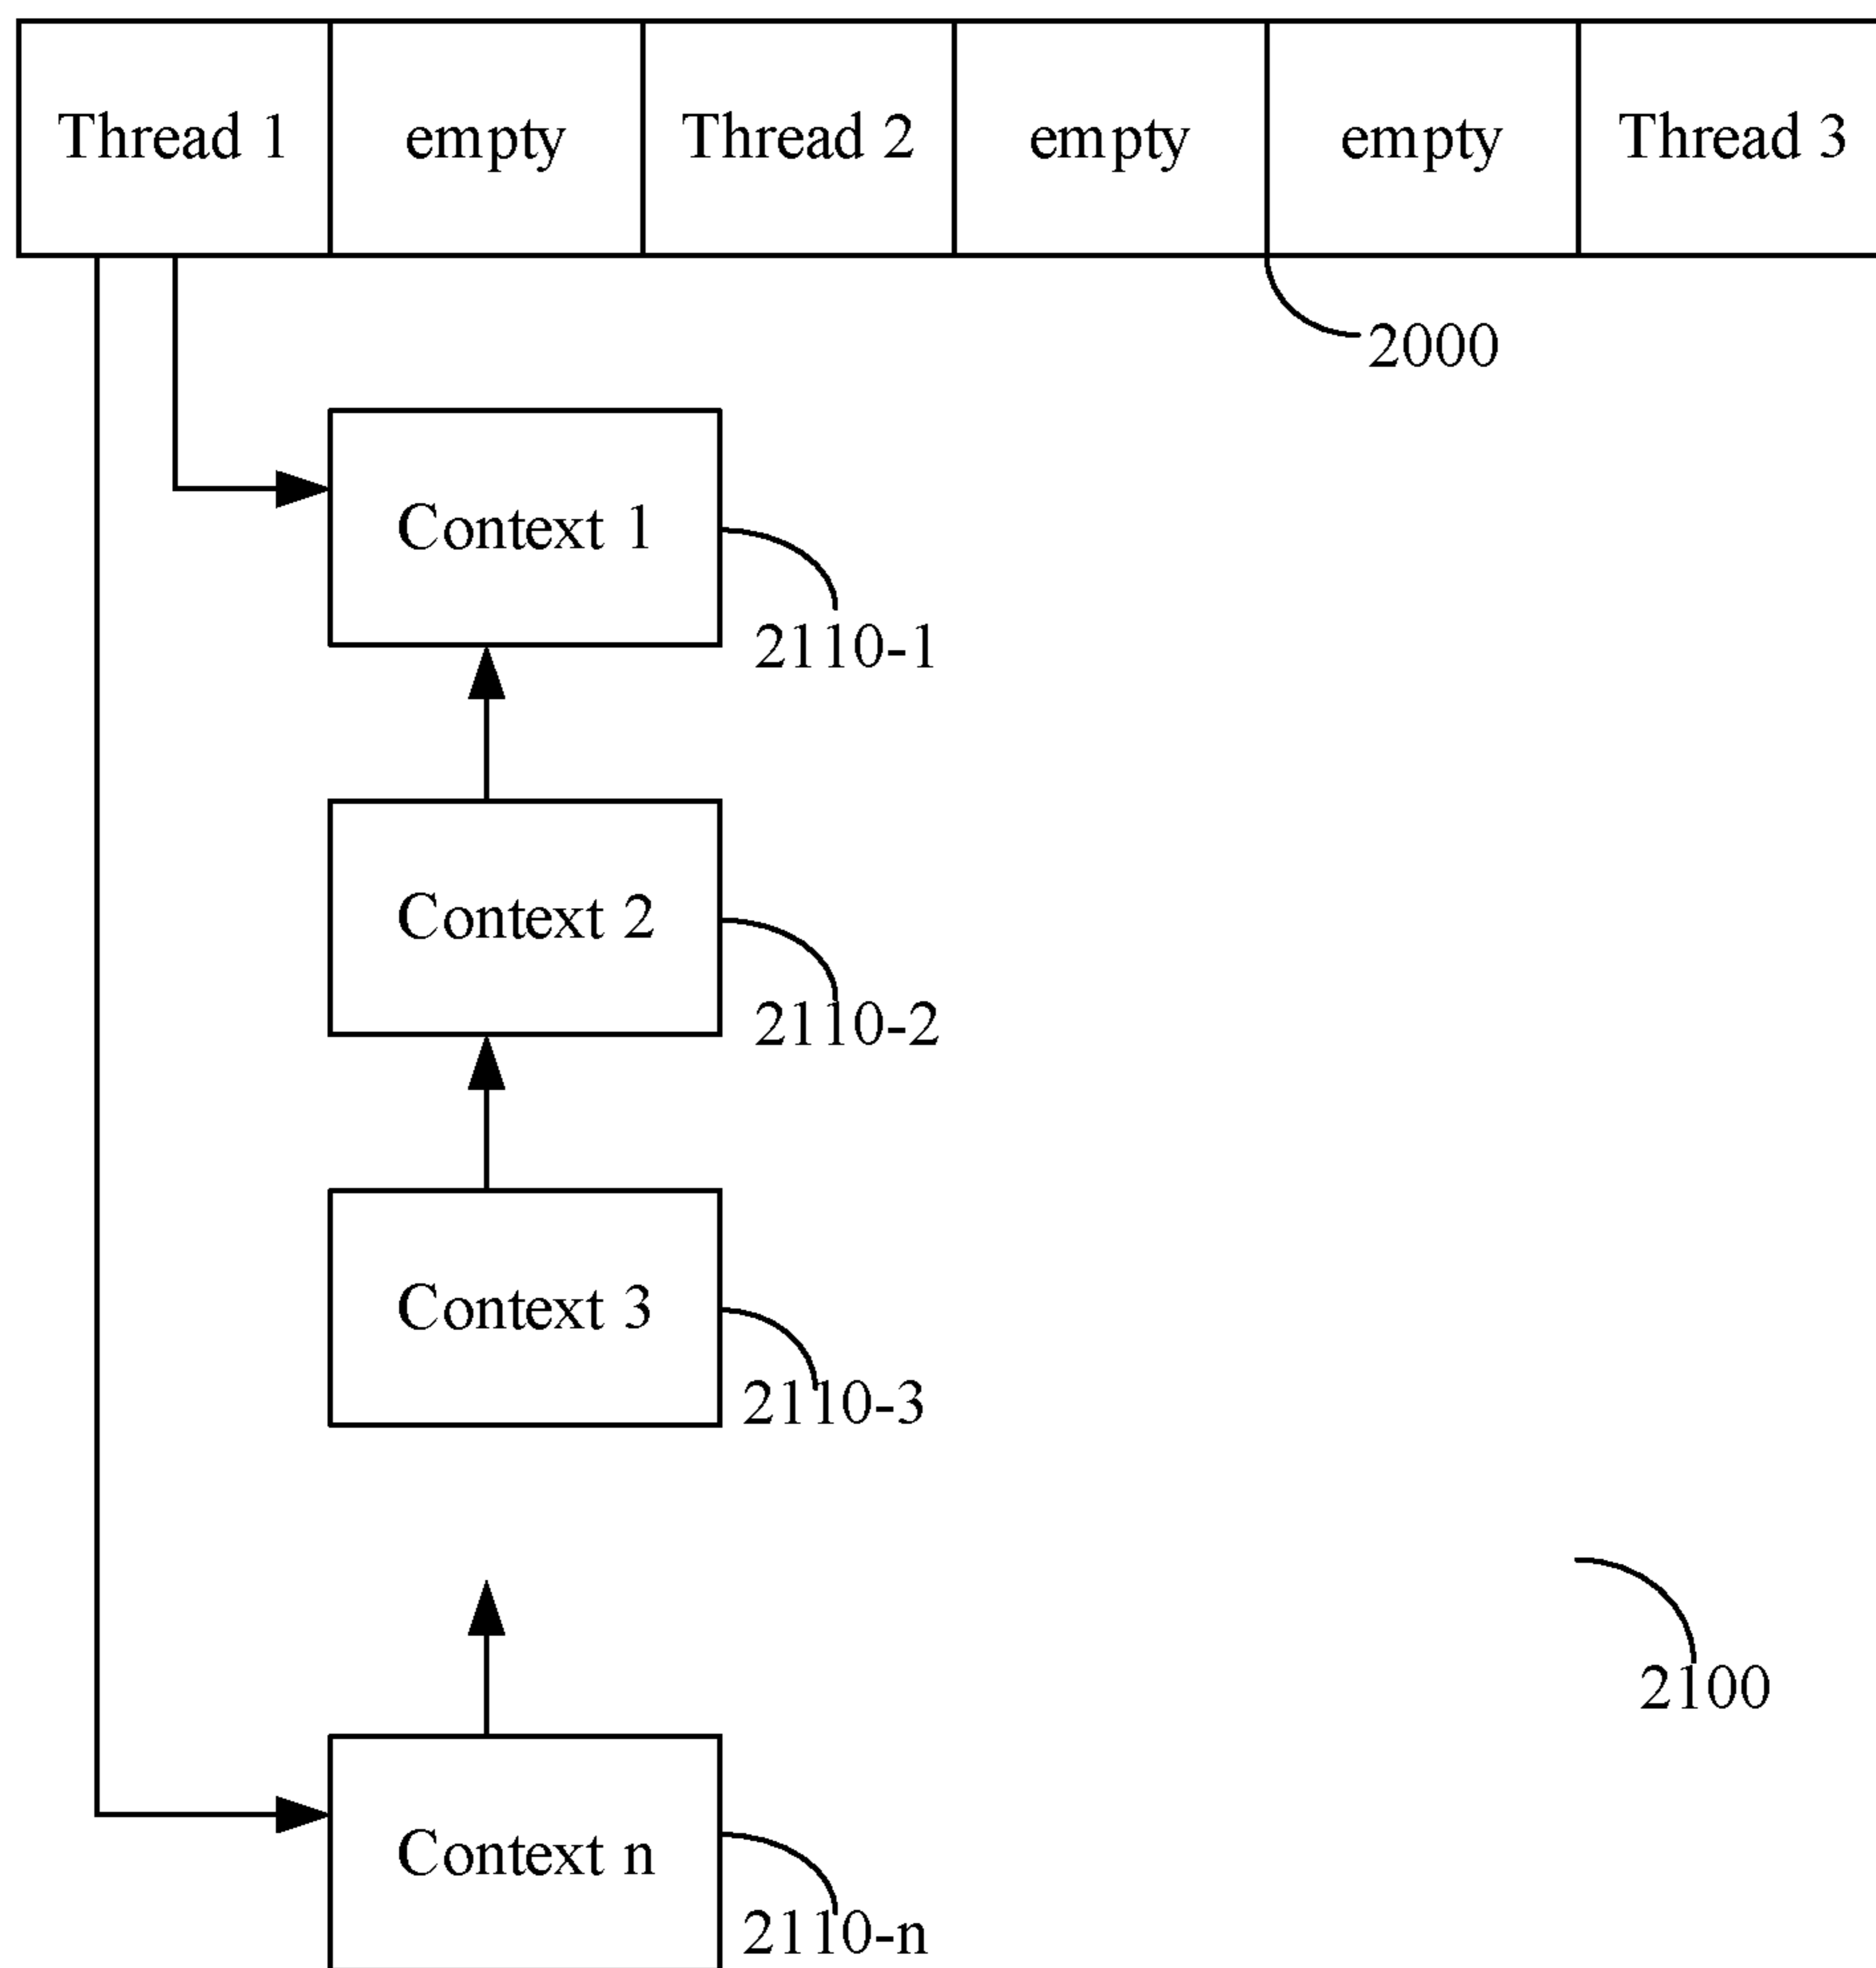 Thread 1 empty Thread 2 empty empty Thread 3
2000
Context 1
2110-1
Context 2
2110-2
Context 3
2110-3
2100
Context n
2110-n